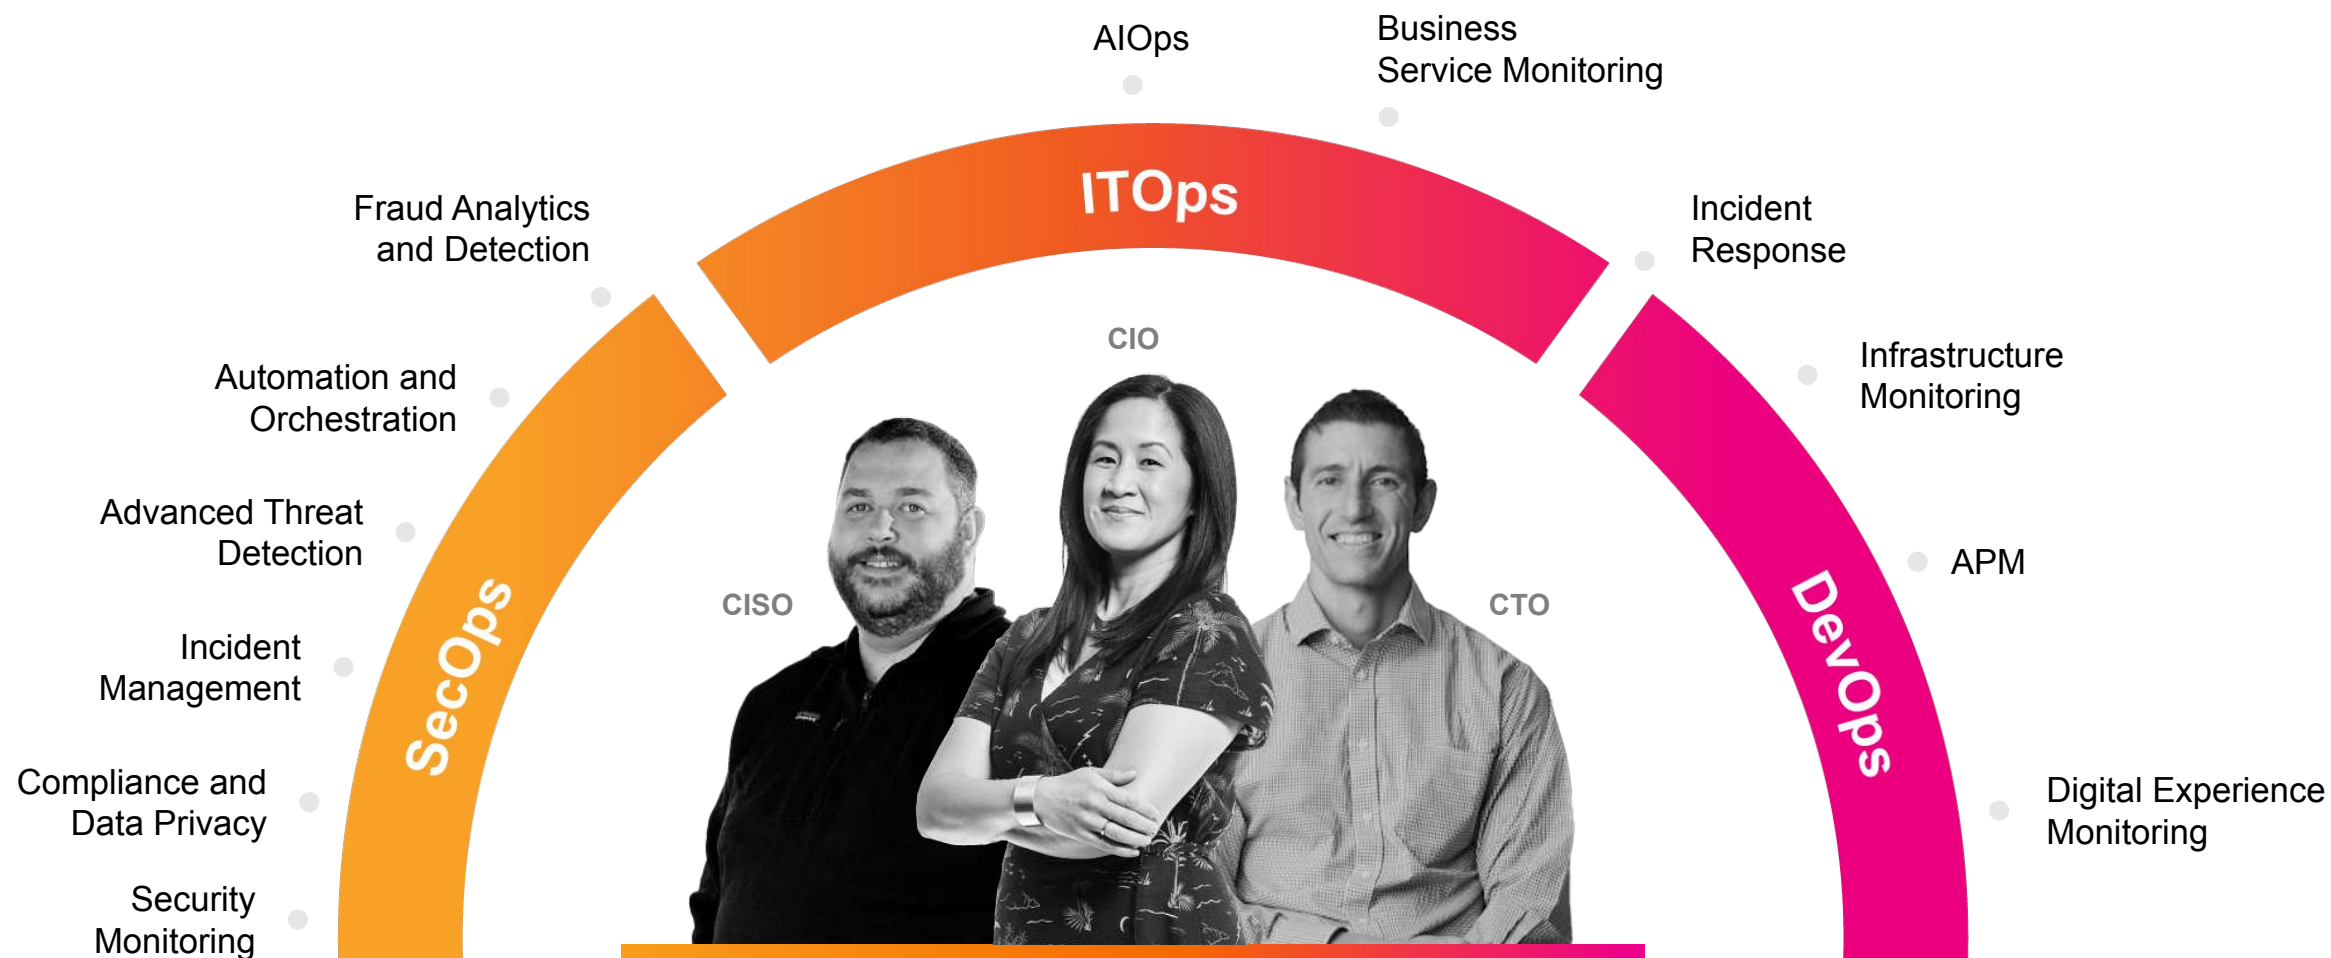 AIOps
Business
Service Monitoring
ITOps
Fraud Analytics
and Detection
Incident
Response
CIO
Automation and
Orchestration
Infrastructure
Monitoring
Advanced Threat
Detection
APM
CISO
CTO
SecOps
DevOps
Incident
Management
Compliance and
Data Privacy
Digital Experience
Monitoring
Security
Monitoring